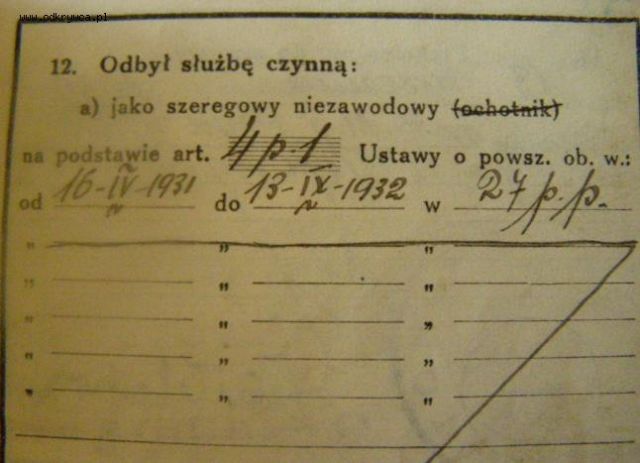 www.odkrywca.pl
12. Odbył służbę czynną:
a) jako szeregowy niezawodowy (ochotnik)
na podstawie art. 4 p. 1 Ustawy o powsz. ob. w.:
od 16-IV-1931 do 13-IX-1932 w 27 p. p.
" " "
" "  "
" " "
" " "
" " "